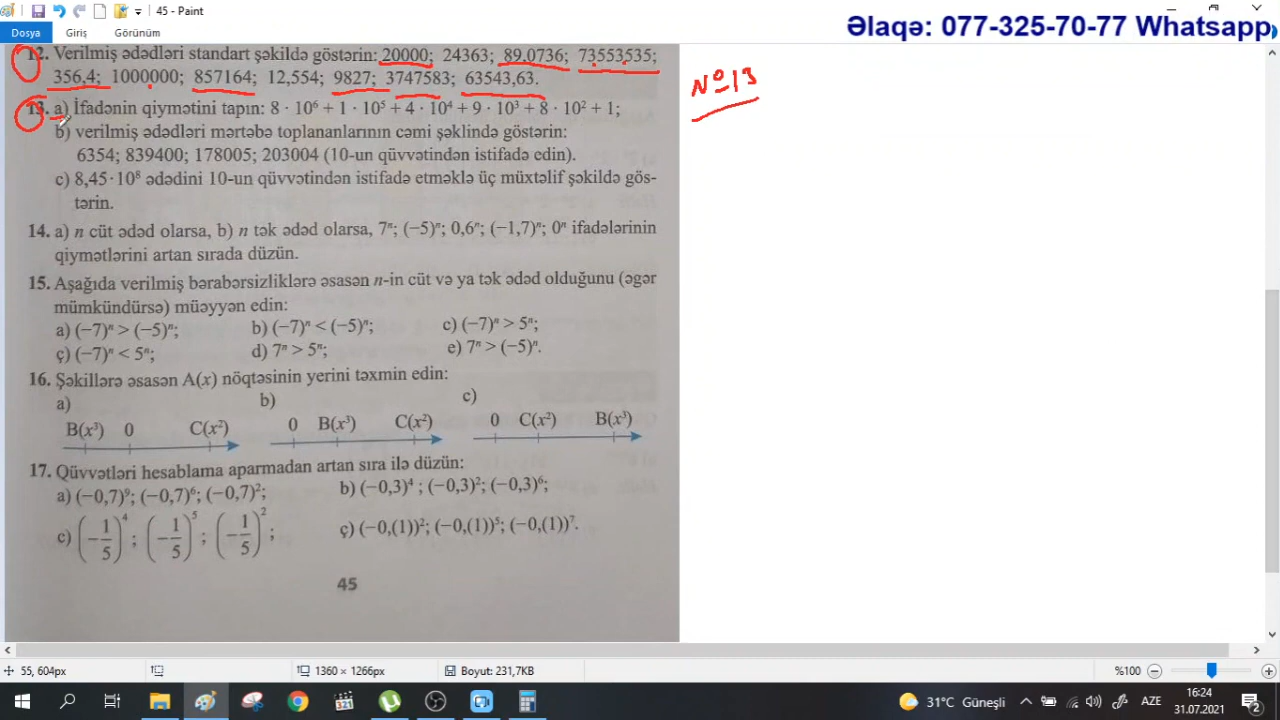 45 - Paint
Dosya Giriş Görünüm
Əlaqə: 077-325-70-77 Whatsapp
12. Verilmiş ədədləri standart şəkildə göstərin: 20000; 24363; 89,0736; 73553535;
356,4; 1000000; 857164; 12,554; 9827; 3747583; 63543,63.
13. a) İfadənin qiymətini tapın: 8 · 10⁶ + 1 · 10⁵ + 4 · 10⁴ + 9 · 10³ + 8 · 10² + 1;
b) verilmiş ədədləri mərtəbə toplananlarının cəmi şəklində göstərin:
6354; 839400; 178005; 203004 (10-un qüvvətindən istifadə edin).
c) 8,45·10⁸ ədədini 10-un qüvvətindən istifadə etməklə üç müxtəlif şəkildə gös-
tərin.
14. a) n cüt ədəd olarsa, b) n tək ədəd olarsa, 7ⁿ; (−5)ⁿ; 0,6ⁿ; (−1,7)ⁿ; 0ⁿ ifadələrinin
qiymətlərini artan sırada düzün.
15. Aşağıda verilmiş bərabərsizliklərə əsasən n-in cüt və ya tək ədəd olduğunu (əgər
mümkündürsə) müəyyən edin:
a) (−7)ⁿ > (−5)ⁿ; b) (−7)ⁿ < (−5)ⁿ; c) (−7)ⁿ > 5ⁿ;
ç) (−7)ⁿ < 5ⁿ; d) 7ⁿ > 5ⁿ; e) 7ⁿ > (−5)ⁿ.
16. Şəkillərə əsasən A(x) nöqtəsinin yerini təxmin edin:
a) b) c)
B(x³) 0 C(x²) 0 B(x³) C(x²) 0 C(x²) B(x³)
17. Qüvvətləri hesablama aparmadan artan sıra ilə düzün:
a) (−0,7)⁹; (−0,7)⁶; (−0,7)²; b) (−0,3)⁴ ; (−0,3)²; (−0,3)⁶;
c) (−1/5)⁴; (−1/5)⁵; (−1/5)²; ç) (−0,(1))²; (−0,(1))⁵; (−0,(1))⁷.
45
№13
55, 604px 1360 × 1266px Boyut: 231,7KB %100
31°C Güneşli AZE 16:24
31.07.2021 2